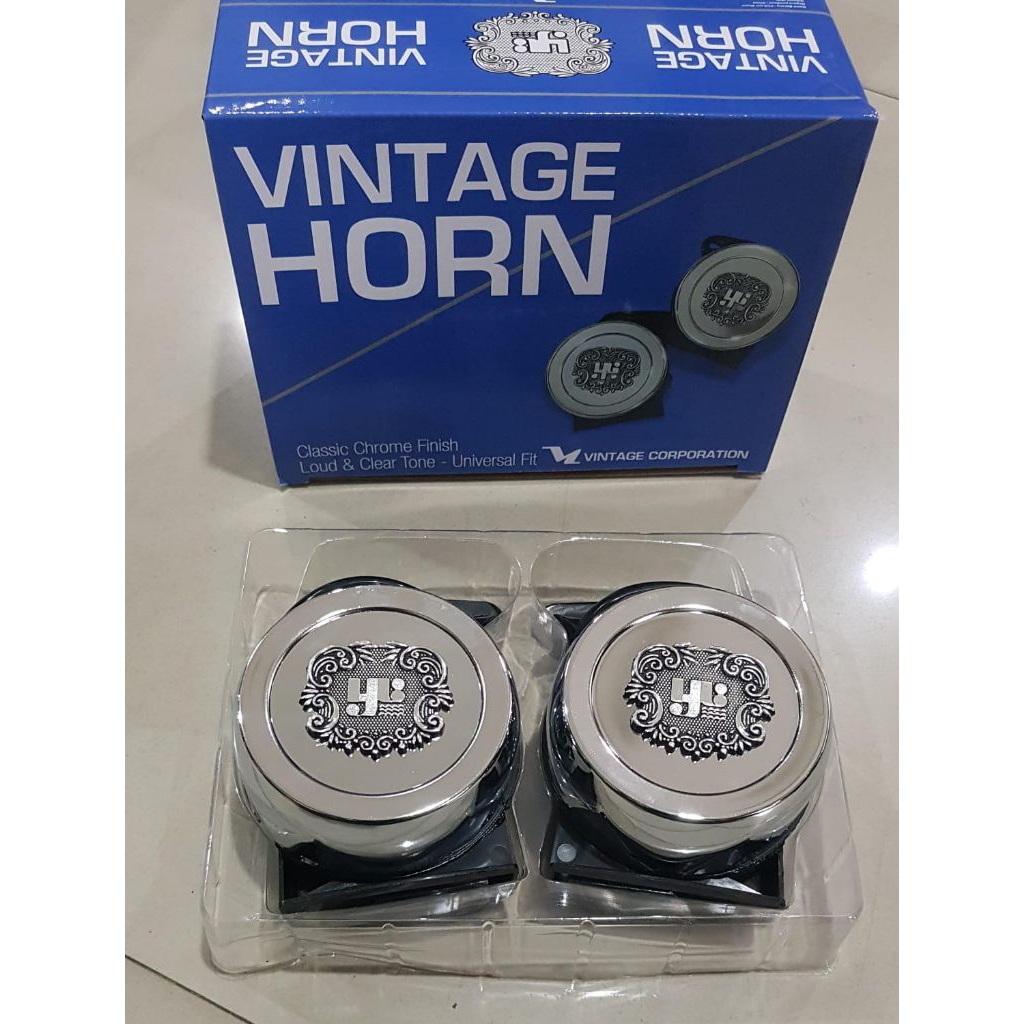 VINTAGE
HORN
VINTAGE
HORN
VINTAGE
HORN
Classic Chrome Finish
Loud & Clear Tone - Universal Fit
VINTAGE CORPORATION